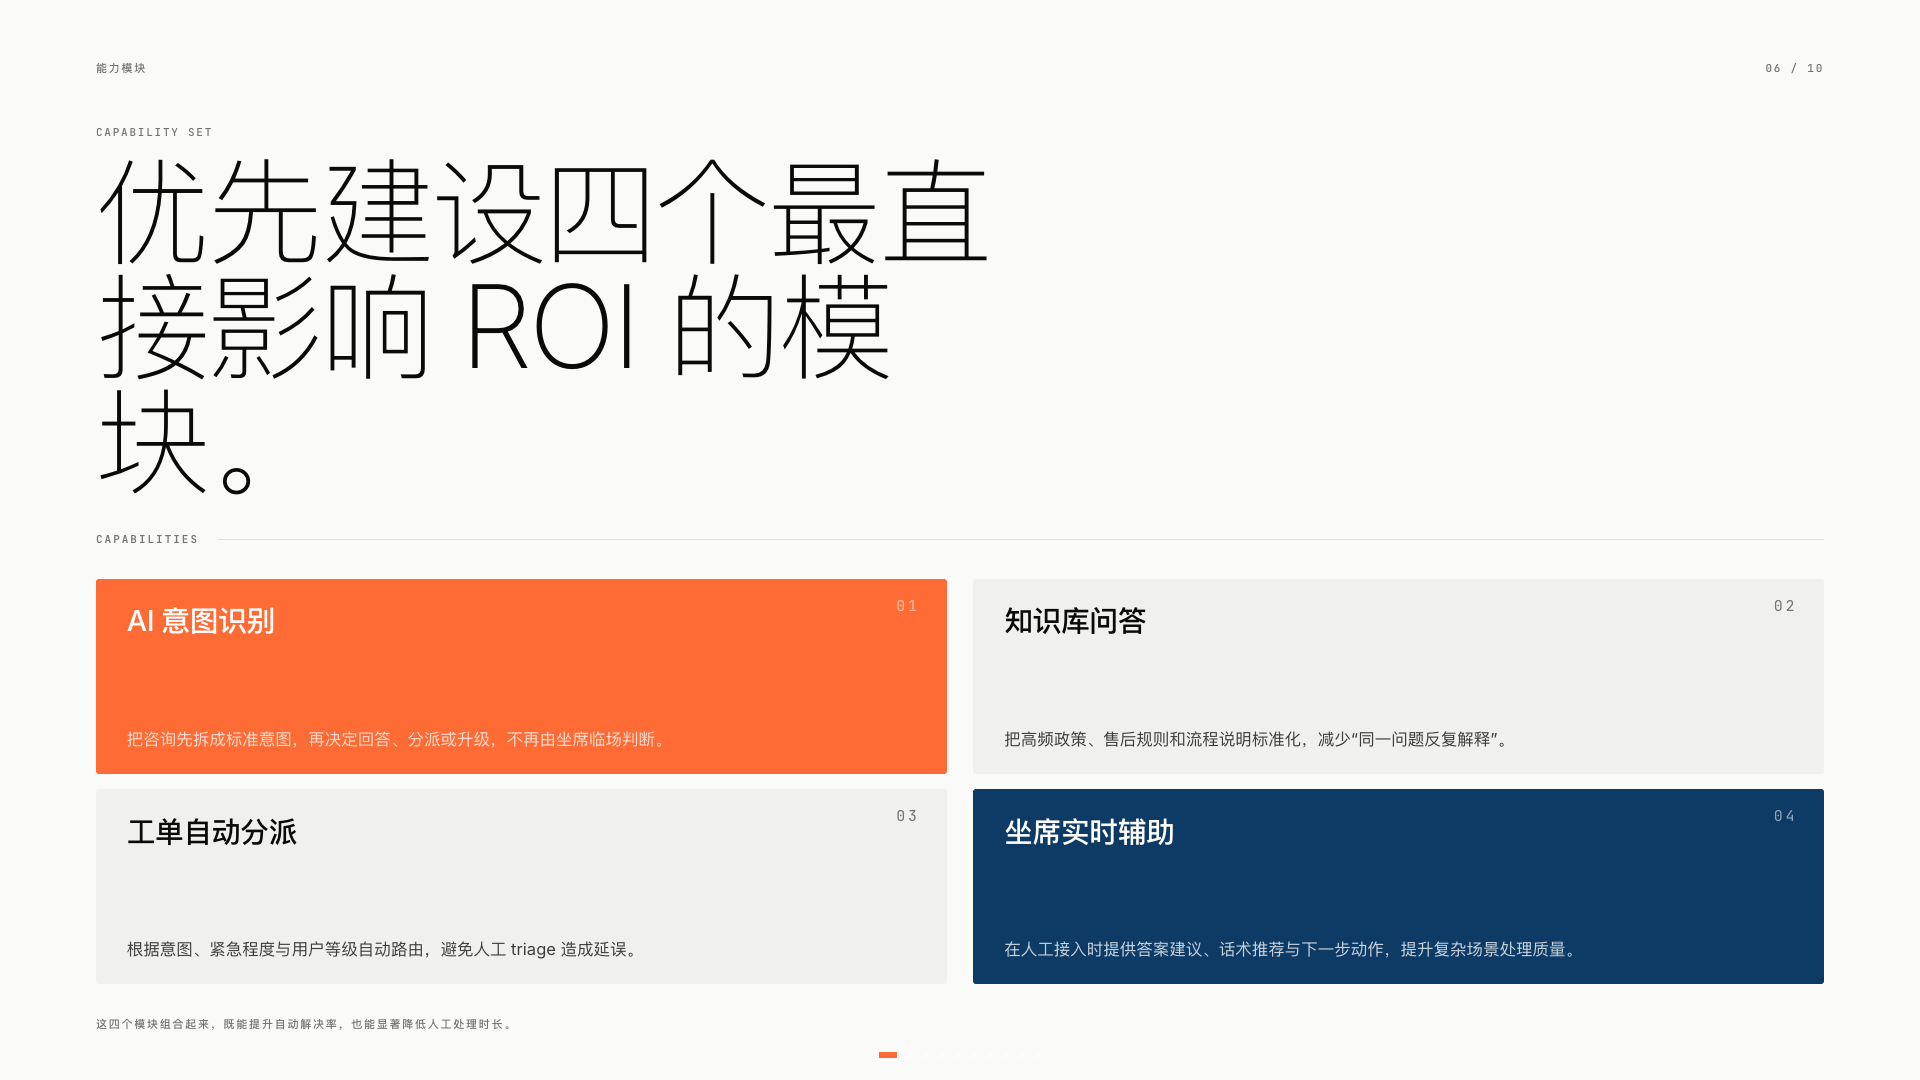 能力模块
06 / 10
CAPABILITY SET
优先建设四个最直
接影响 ROI 的模
块。
CAPABILITIES
AI 意图识别
01
把咨询先拆成标准意图，再决定回答、分派或升级，不再由坐席临场判断。
知识库问答
02
把高频政策、售后规则和流程说明标准化，减少“同一问题反复解释”。
工单自动分派
03
根据意图、紧急程度与用户等级自动路由，避免人工 triage 造成延误。
坐席实时辅助
04
在人工接入时提供答案建议、话术推荐与下一步动作，提升复杂场景处理质量。
这四个模块组合起来，既能提升自动解决率，也能显著降低人工处理时长。